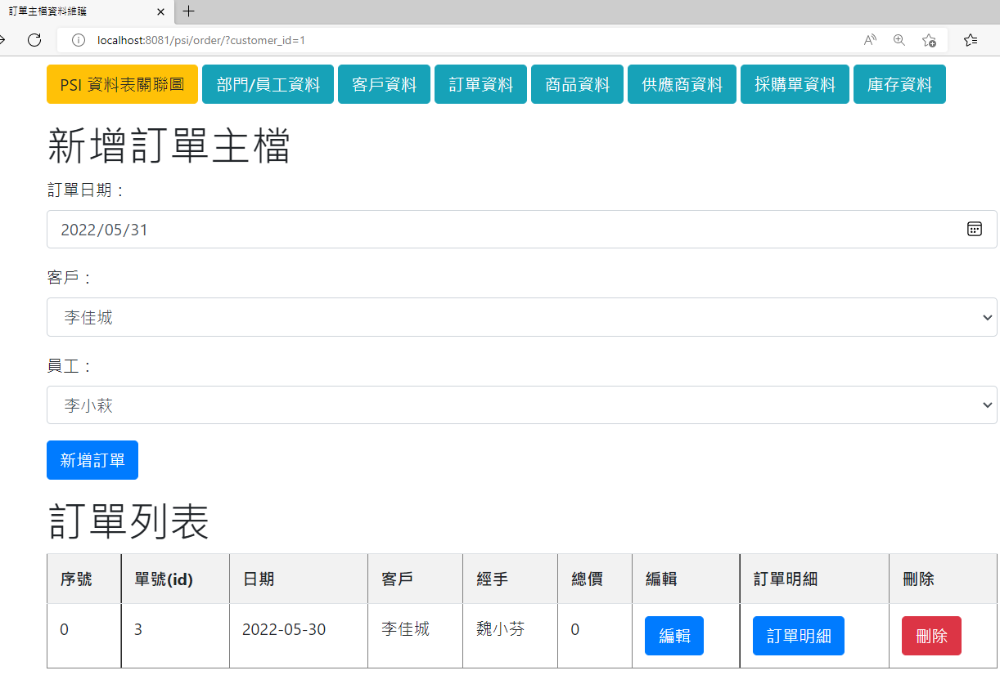 訂單主檔資料維護
localhost:8081/psi/order/?customer_id=1
PSI 資料表關聯圖 部門/員工資料 客戶資料 訂單資料 商品資料 供應商資料 採購單資料 庫存資料
新增訂單主檔
訂單日期：
2022/05/31
客戶：
李佳城
員工：
李小萩
新增訂單
訂單列表
序號 單號(id) 日期 客戶 經手 總價 編輯 訂單明細 刪除
0 3 2022-05-30 李佳城 魏小芬 0 編輯 訂單明細 刪除